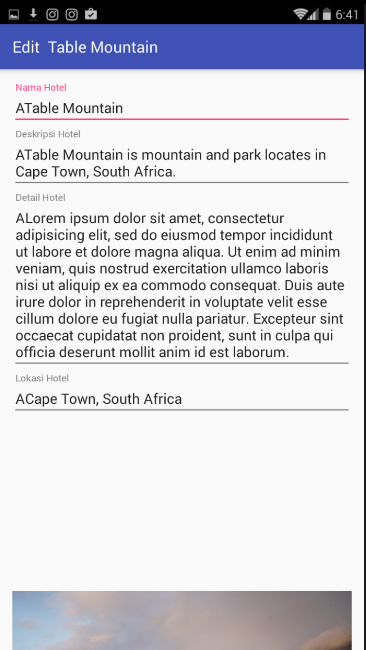 6:41
Edit Table Mountain
Nama Hotel
ATable Mountain
Deskripsi Hotel
ATable Mountain is mountain and park locates in
Cape Town, South Africa.
Detail Hotel
ALorem ipsum dolor sit amet, consectetur
adipisicing elit, sed do eiusmod tempor incididunt
ut labore et dolore magna aliqua. Ut enim ad minim
veniam, quis nostrud exercitation ullamco laboris
nisi ut aliquip ex ea commodo consequat. Duis aute
irure dolor in reprehenderit in voluptate velit esse
cillum dolore eu fugiat nulla pariatur. Excepteur sint
occaecat cupidatat non proident, sunt in culpa qui
officia deserunt mollit anim id est laborum.
Lokasi Hotel
ACape Town, South Africa